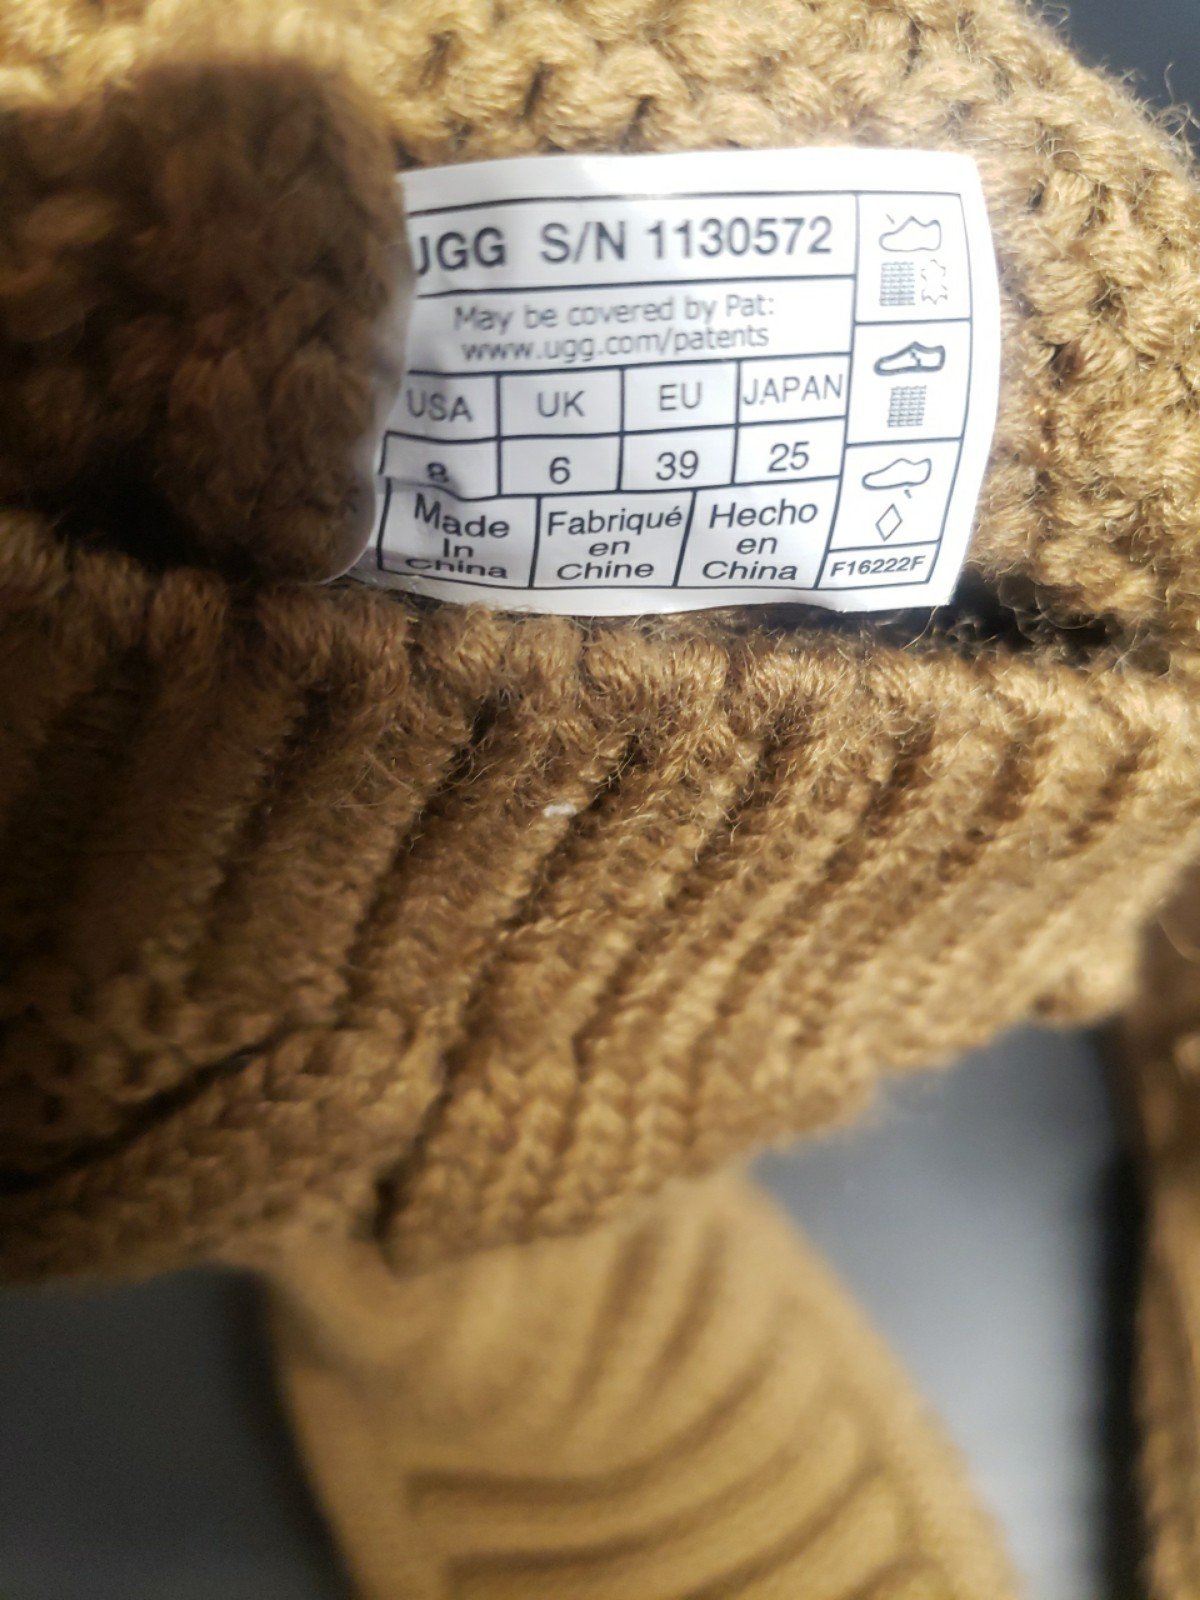 UGG S/N 1130572
May be covered by Pat:
www.ugg.com/patents
USA UK EU JAPAN
8 6 39 25
Made Fabriqué Hecho
In en en
China Chine China
F16222F